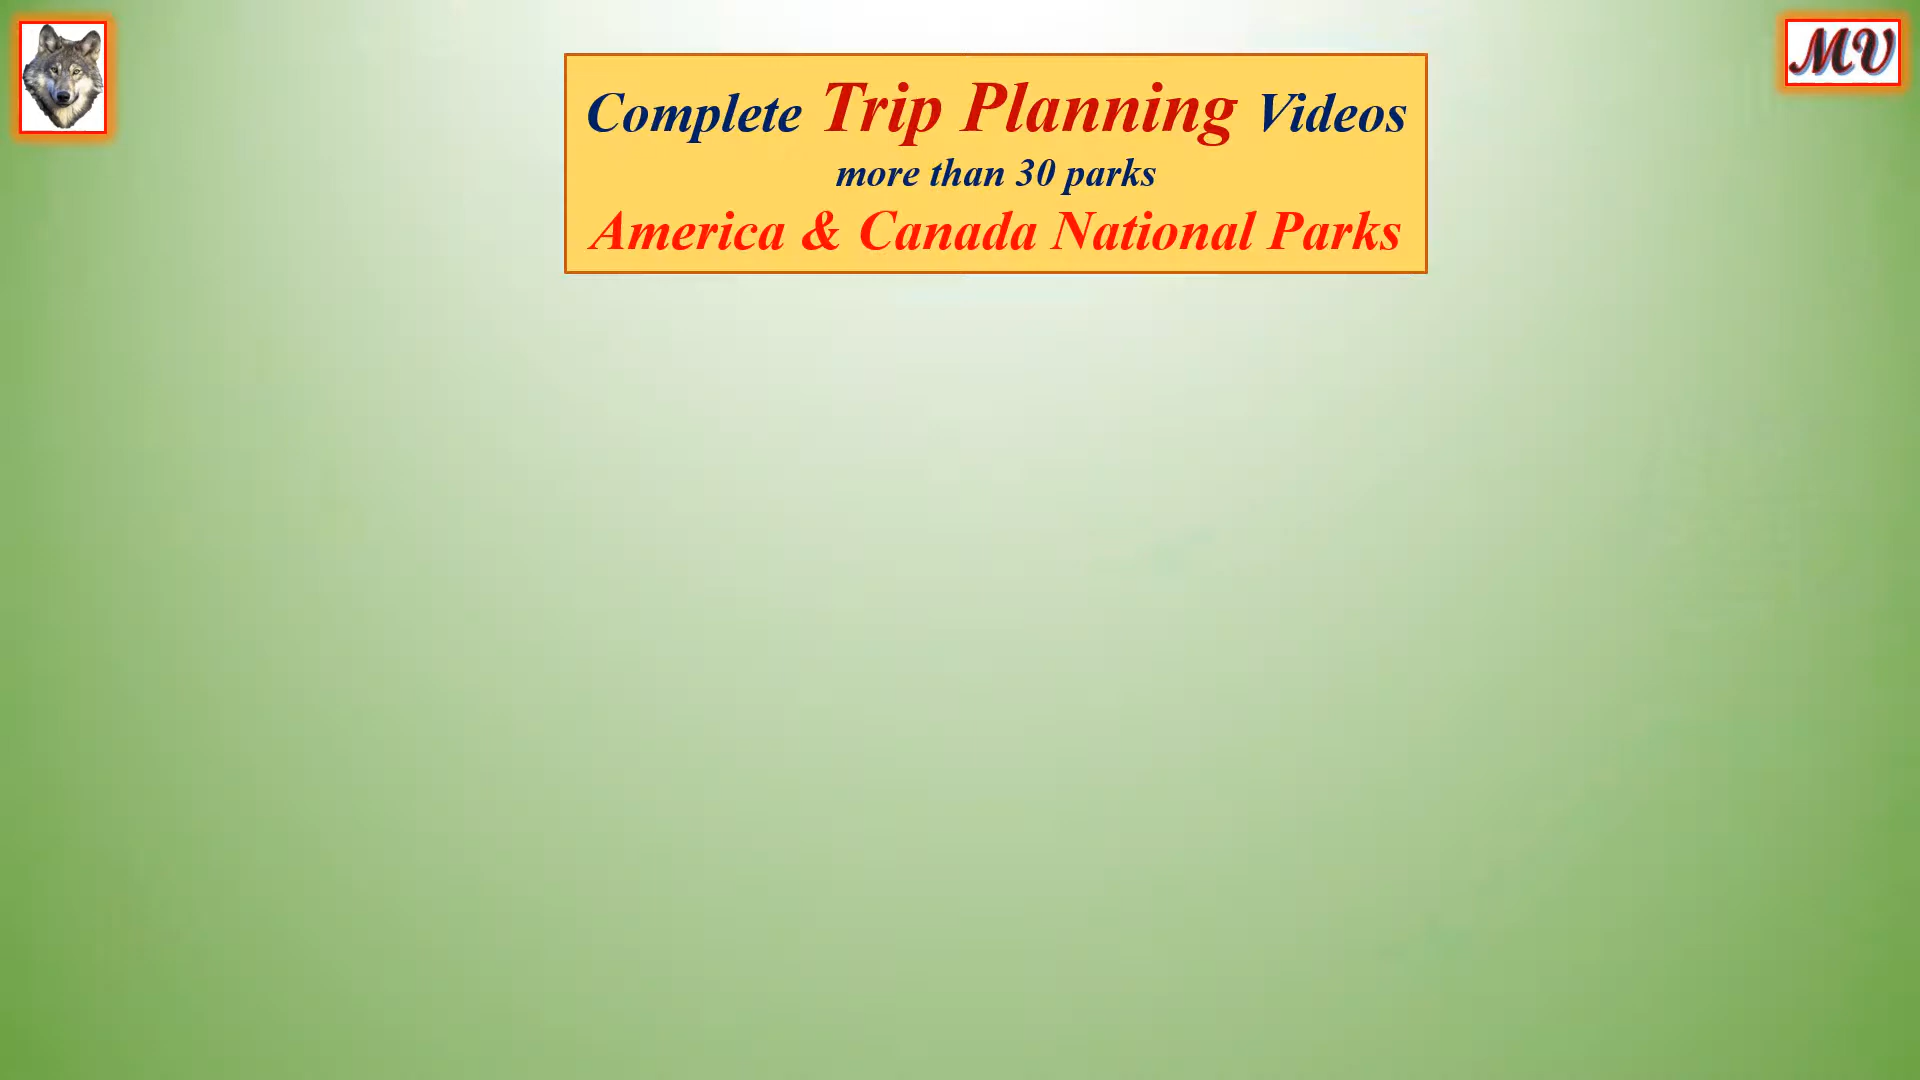 MV
Complete Trip Planning Videos
more than 30 parks
America & Canada National Parks